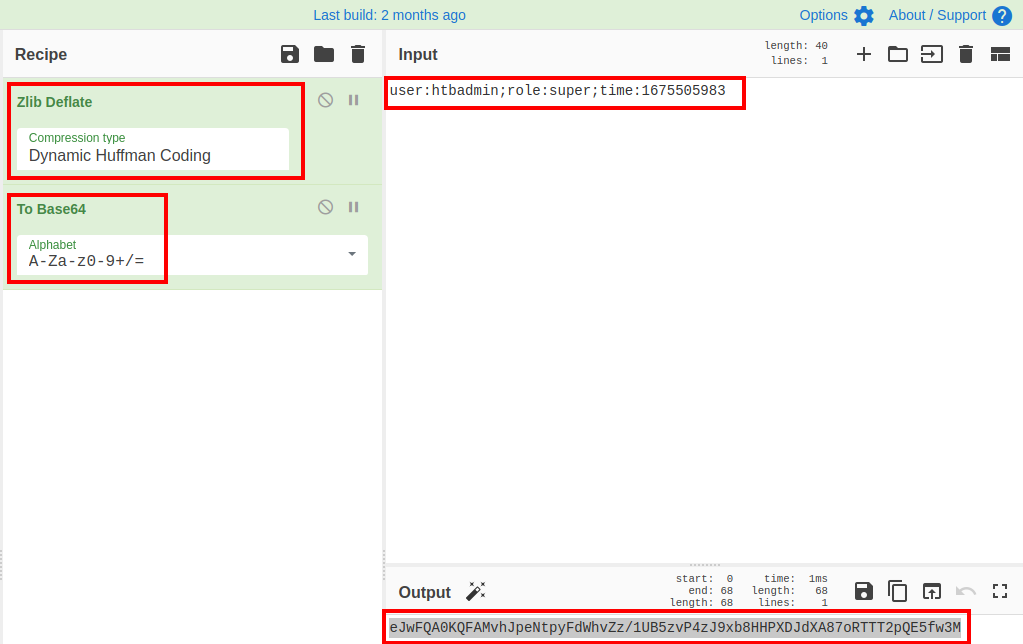 Last build: 2 months ago
Options
About / Support
Recipe
Zlib Deflate
Compression type
Dynamic Huffman Coding
To Base64
Alphabet
A-Za-z0-9+/=
Input
length: 40
lines: 1
user:htbadmin;role:super;time:1675505983
Output
start: 0 time: 1ms
end: 68 length: 68
length: 68 lines: 1
eJwFQA0KQFAMvhJpeNtpyFdWhvZz/1UB5zvP4zJ9xb8HHPXDJdXA87oRTTT2pQE5fw3M